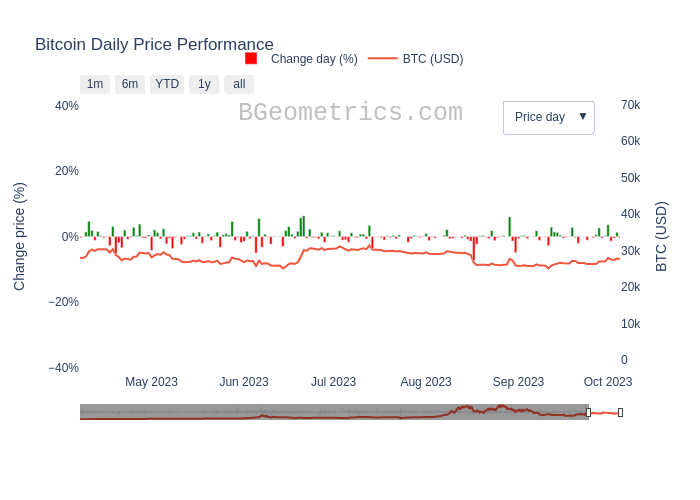 Bitcoin Daily Price Performance
Change day (%)
BTC (USD)
1m
6m
YTD
1y
all
BGeometrics.com
Price day ▼
40%
20%
0%
−20%
−40%
Change price (%)
70k
60k
50k
40k
30k
20k
10k
0
BTC (USD)
May 2023
Jun 2023
Jul 2023
Aug 2023
Sep 2023
Oct 2023